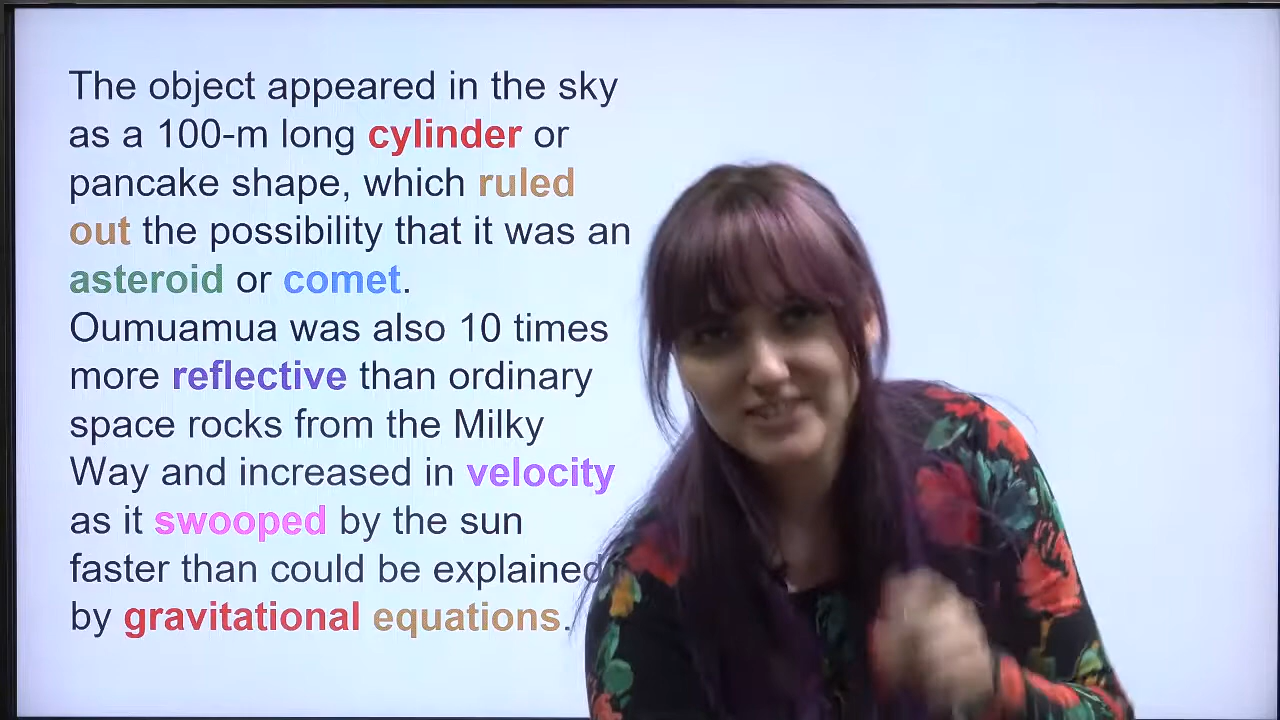 The object appeared in the sky
as a 100-m long cylinder or
pancake shape, which ruled
out the possibility that it was an
asteroid or comet.
Oumuamua was also 10 times
more reflective than ordinary
space rocks from the Milky
Way and increased in velocity
as it swooped by the sun
faster than could be explained
by gravitational equations.